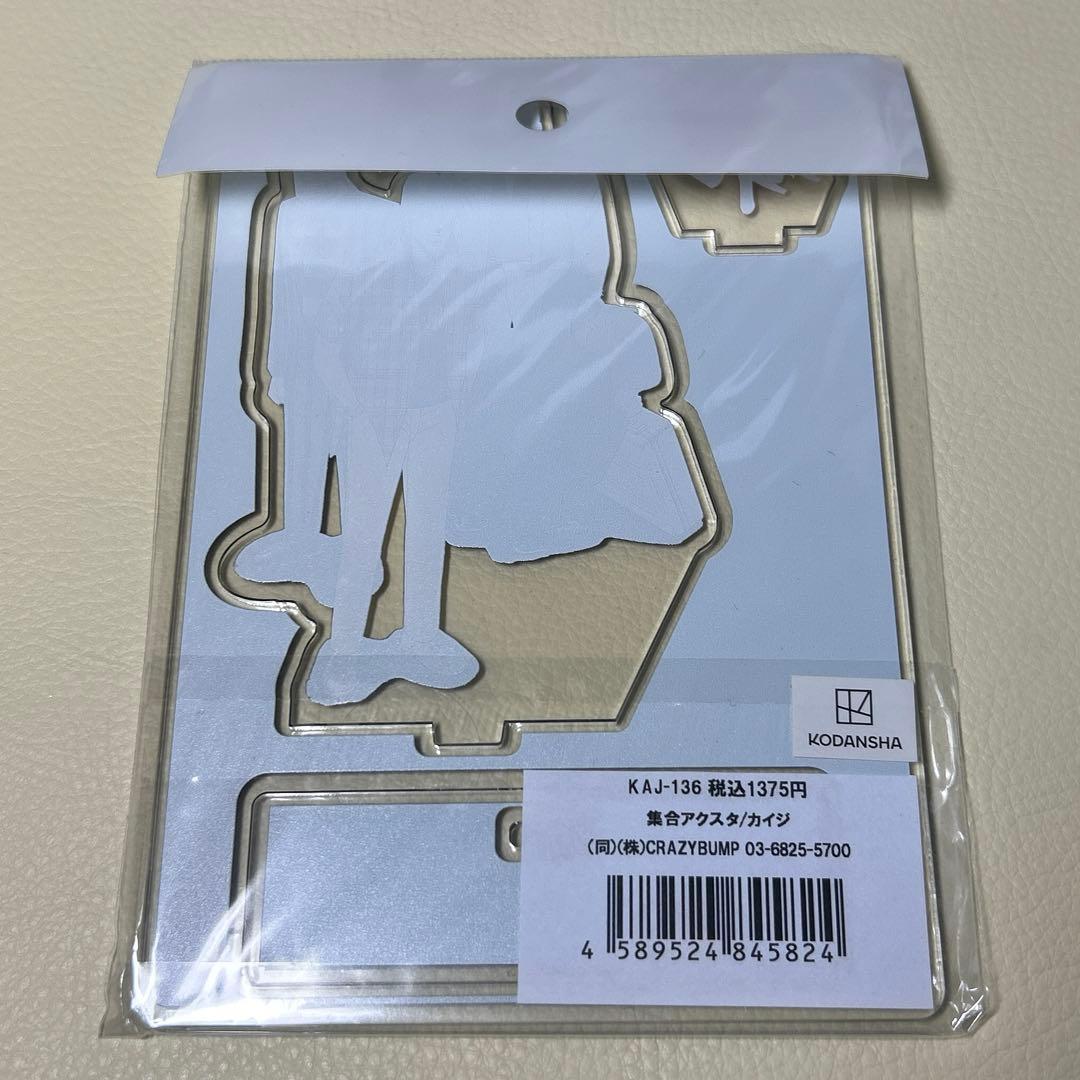 KODANSHA
KAJ-136 税込1375円
集合アクスタ/カイジ
(同)(株)CRAZYBUMP 03-6825-5700
4 589524 845824